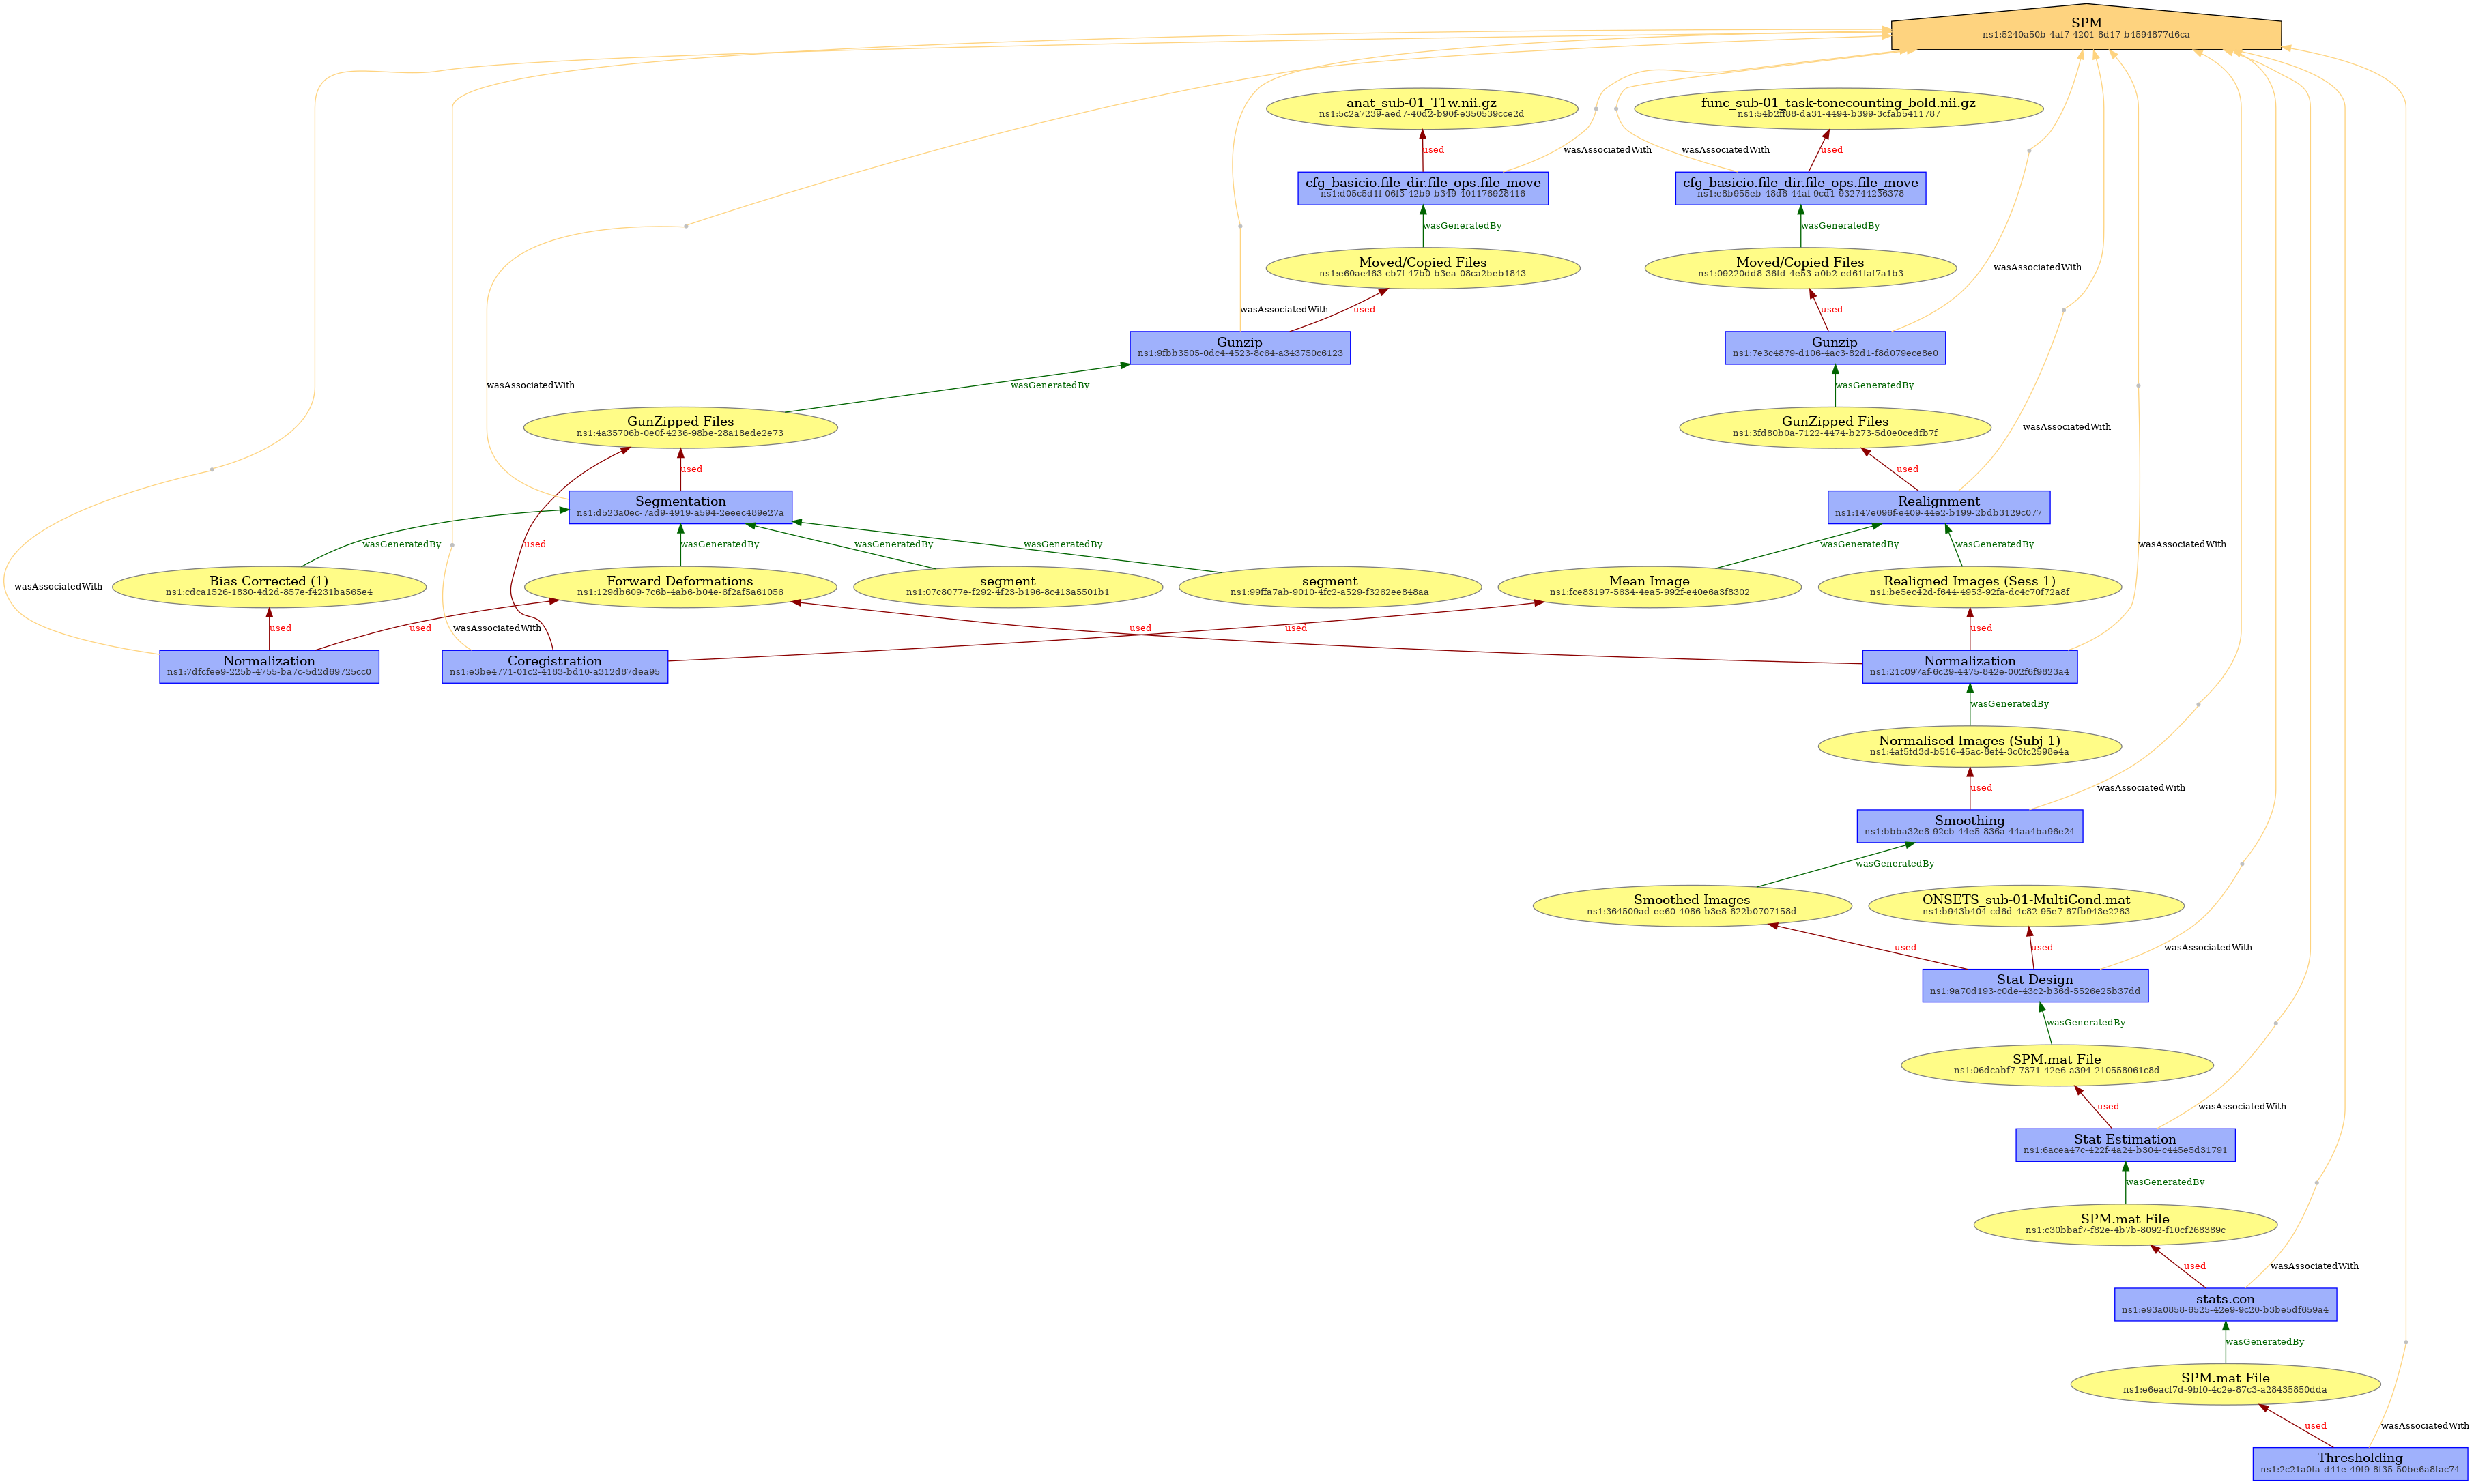 SPM
ns1:5240a50b-4af7-4201-8d17-b4594877d6ca
anat_sub-01_T1w.nii.gz
ns1:5c2a7239-aed7-40d2-b90f-e350539cce2d
func_sub-01_task-tonecounting_bold.nii.gz
ns1:54b2ff88-da31-4494-b399-3cfab5411787
used
wasAssociatedWith
wasAssociatedWith
used
cfg_basicio.file_dir.file_ops.file_move
ns1:d05c5d1f-06f3-42b9-b349-401176928416
cfg_basicio.file_dir.file_ops.file_move
ns1:e8b955eb-48d6-44af-9cd1-932744236378
wasGeneratedBy
wasGeneratedBy
Moved/Copied Files
ns1:e60ae463-cb7f-47b0-b3ea-08ca2beb1843
Moved/Copied Files
ns1:09220dd8-36fd-4e53-a0b2-ed61faf7a1b3
wasAssociatedWith
wasAssociatedWith
used
used
Gunzip
ns1:9fbb3505-0dc4-4523-8c64-a343750c6123
Gunzip
ns1:7e3c4879-d106-4ac3-82d1-f8d079ece8e0
wasAssociatedWith
wasGeneratedBy
wasGeneratedBy
GunZipped Files
ns1:4a35706b-0e0f-4236-98be-28a18ede2e73
GunZipped Files
ns1:3fd80b0a-7122-4474-b273-5d0e0cedfb7f
wasAssociatedWith
used
used
Segmentation
ns1:d523a0ec-7ad9-4919-a594-2eeec489e27a
Realignment
ns1:147e096f-e409-44e2-b199-2bdb3129c077
wasGeneratedBy
used
wasGeneratedBy
wasGeneratedBy
wasGeneratedBy
wasGeneratedBy
wasGeneratedBy
wasAssociatedWith
wasAssociatedWith
Bias Corrected (1)
ns1:cdca1526-1830-4d2d-857e-f4231ba565e4
Forward Deformations
ns1:129db609-7c6b-4ab6-b04e-6f2af5a61056
segment
ns1:07c8077e-f292-4f23-b196-8c413a5501b1
segment
ns1:99ffa7ab-9010-4fc2-a529-f3262ee848aa
Mean Image
ns1:fce83197-5634-4ea5-992f-e40e6a3f8302
Realigned Images (Sess 1)
ns1:be5ec42d-f644-4953-92fa-dc4c70f72a8f
used
used
wasAssociatedWith
used
used
used
Normalization
ns1:7dfcfee9-225b-4755-ba7c-5d2d69725cc0
Coregistration
ns1:e3be4771-01c2-4183-bd10-a312d87dea95
Normalization
ns1:21c097af-6c29-4475-842e-002f6f9823a4
wasGeneratedBy
Normalised Images (Subj 1)
ns1:4af5fd3d-b516-45ac-8ef4-3c0fc2598e4a
used
wasAssociatedWith
Smoothing
ns1:bbba32e8-92cb-44e5-836a-44aa4ba96e24
wasGeneratedBy
Smoothed Images
ns1:364509ad-ee60-4086-b3e8-622b0707158d
ONSETS_sub-01-MultiCond.mat
ns1:b943b404-cd6d-4c82-95e7-67fb943e2263
used
used
wasAssociatedWith
Stat Design
ns1:9a70d193-c0de-43c2-b36d-5526e25b37dd
wasGeneratedBy
SPM.mat File
ns1:06dcabf7-7371-42e6-a394-210558061c8d
used
wasAssociatedWith
Stat Estimation
ns1:6acea47c-422f-4a24-b304-c445e5d31791
wasGeneratedBy
SPM.mat File
ns1:c30bbaf7-f82e-4b7b-8092-f10cf268389c
used
wasAssociatedWith
stats.con
ns1:e93a0858-6525-42e9-9c20-b3be5df659a4
wasGeneratedBy
SPM.mat File
ns1:e6eacf7d-9bf0-4c2e-87c3-a28435850dda
used
wasAssociatedWith
Thresholding
ns1:2c21a0fa-d41e-49f9-8f35-50be6a8fac74